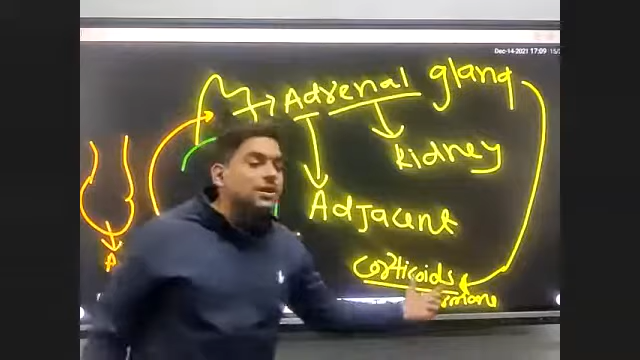 Dec-14-2021 17:09
Adrenal gland
kidney
Adjacent
corticoids
A